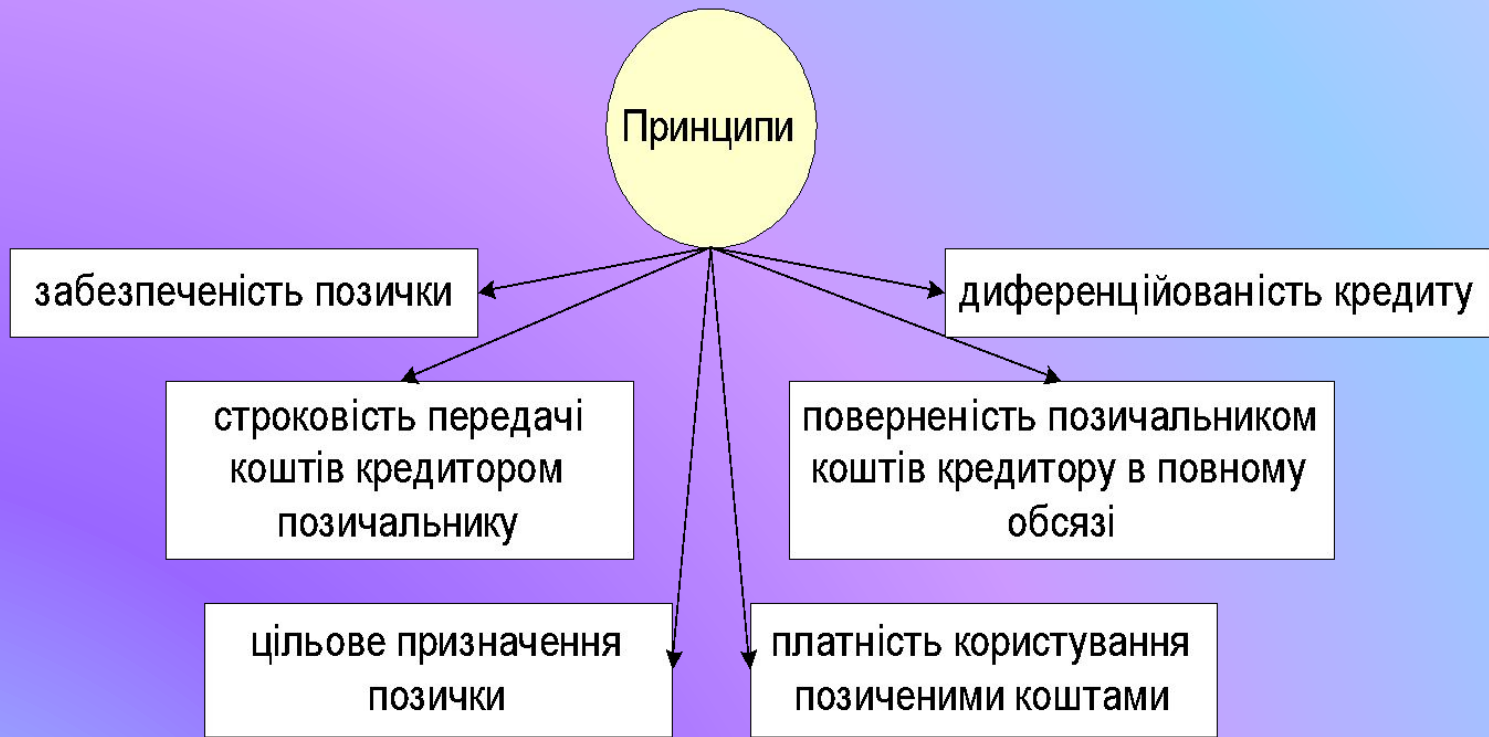 Принципи
забезпеченість позички
диференційованість кредиту
строковість передачі
коштів кредитором
позичальнику
поверненість позичальником
коштів кредитору в повному
обсязі
цільове призначення
позички
платність користування
позиченими коштами